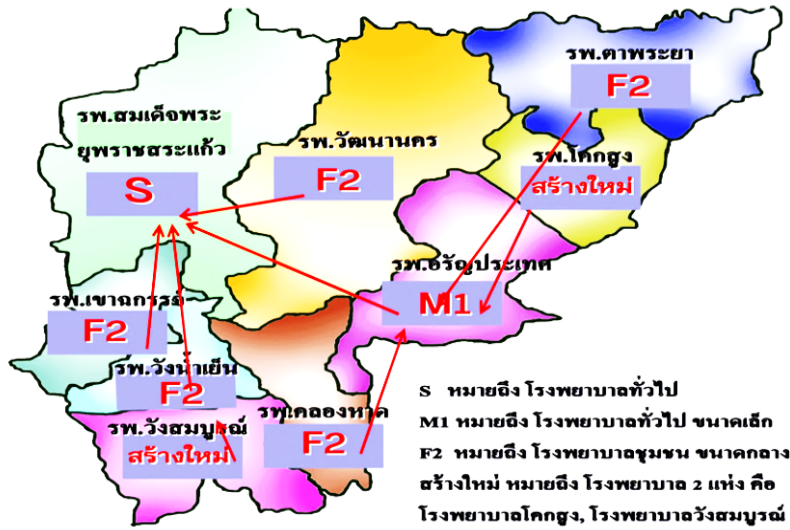 รพ.ตาพระยา
F2
รพ.สมเด็จพระ
ยุพราชสระแก้ว
S
รพ.วัฒนานคร
F2
รพ.โคกสูง
สร้างใหม่
รพ.อรัญประเทศ
M1
รพ.เขาฉกรรจ์
F2
รพ.วังน้ำเย็น
F2
รพ.คลองหาด
F2
รพ.วังสมบูรณ์
สร้างใหม่
S หมายถึง โรงพยาบาลทั่วไป
M1 หมายถึง โรงพยาบาลทั่วไป ขนาดเล็ก
F2 หมายถึง โรงพยาบาลชุมชน ขนาดกลาง
สร้างใหม่ หมายถึง โรงพยาบาล 2 แห่ง คือ
โรงพยาบาลโคกสูง, โรงพยาบาลวังสมบูรณ์